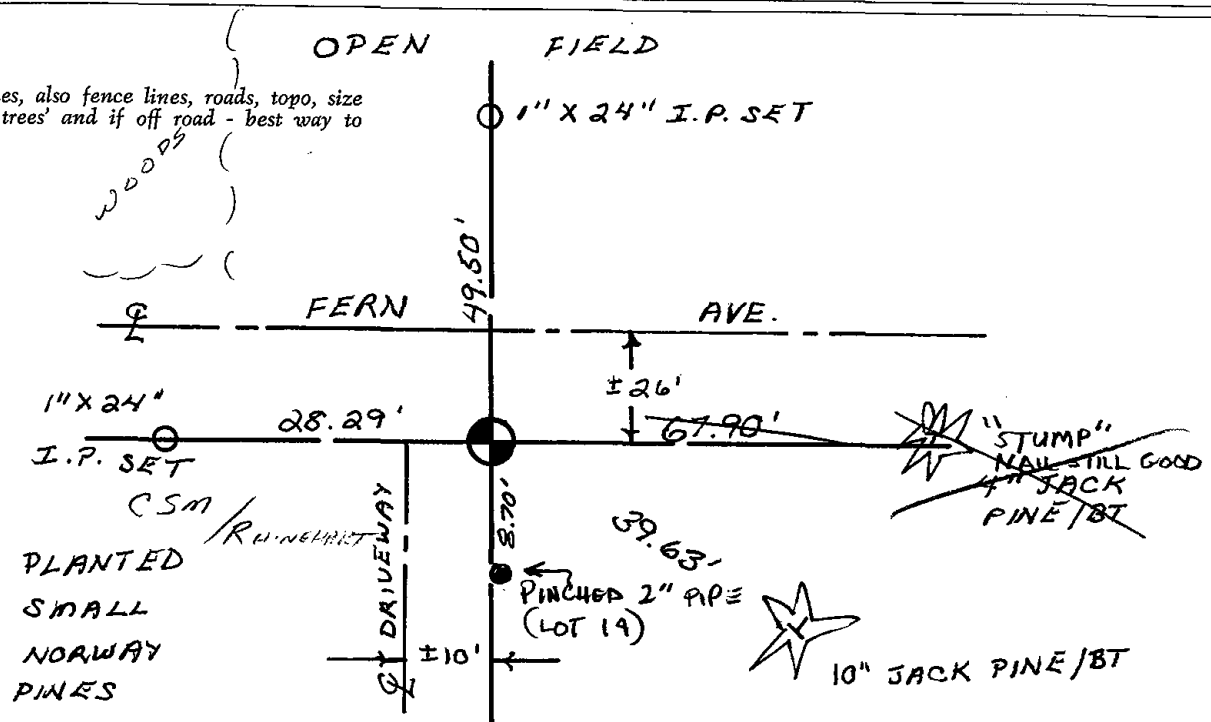 OPEN FIELD
es, also fence lines, roads, topo, size
trees' and if off road - best way to
WOODS
1" X 24" I.P. SET
49.50'
℄ FERN AVE.
±26'
1" X 24"
I.P. SET
28.29'
67.90'
"STUMP"
NAIL STILL GOOD
4" JACK
PINE/BT
CSM
8.70'
39.63'
PLANTED
SMALL
NORWAY
PINES
℄ DRIVEWAY
±10'
PINCHED 2" PIPE
(LOT 14)
10" JACK PINE/BT